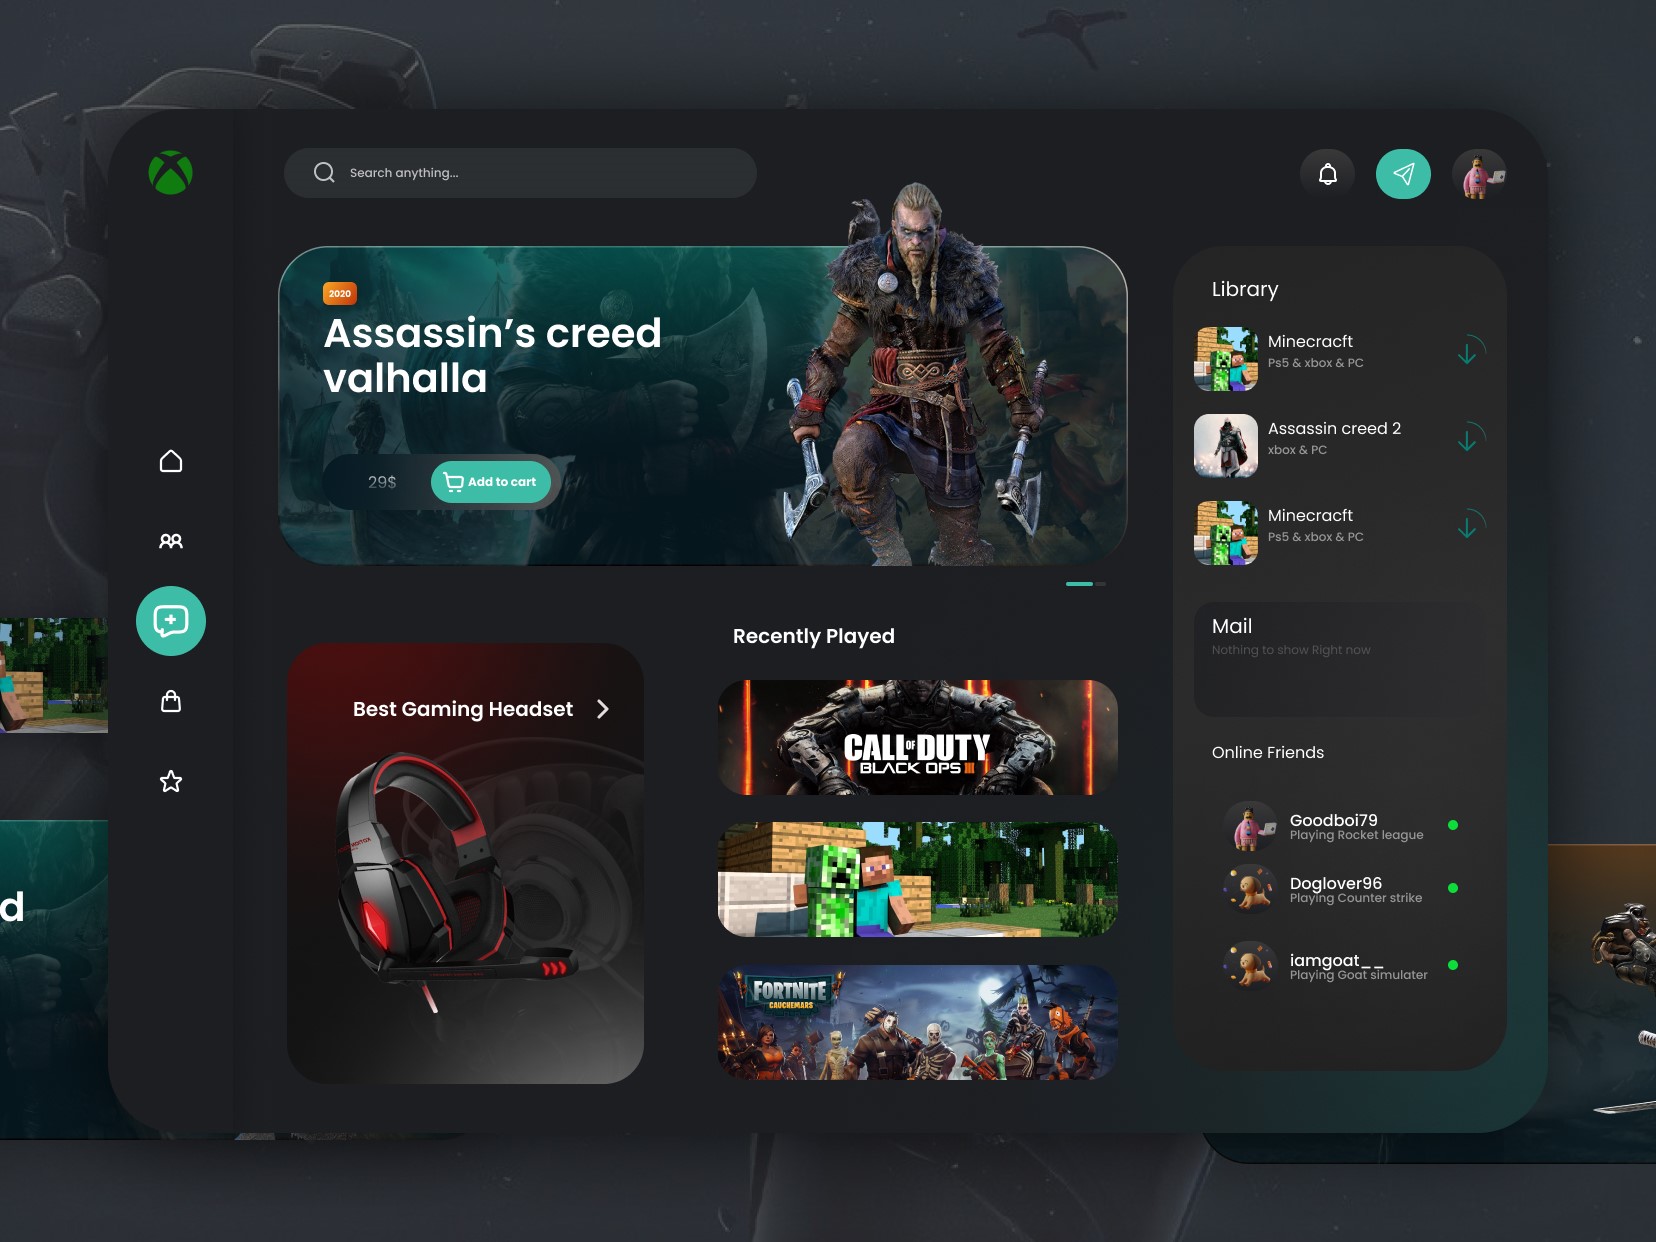 Search anything...
2020
Assassin's creed
valhalla
29$
Add to cart
Library
Minecracft
Ps5 & xbox & PC
Assassin creed 2
xbox & PC
Minecracft
Ps5 & xbox & PC
Mail
Nothing to show Right now
Online Friends
Goodboi79
Playing Rocket league
Doglover96
Playing Counter strike
iamgoat__
Playing Goat simulater
Best Gaming Headset
Recently Played
CALL OF DUTY
BLACK OPS III
FORTNITE
CAUCHEMARS
d